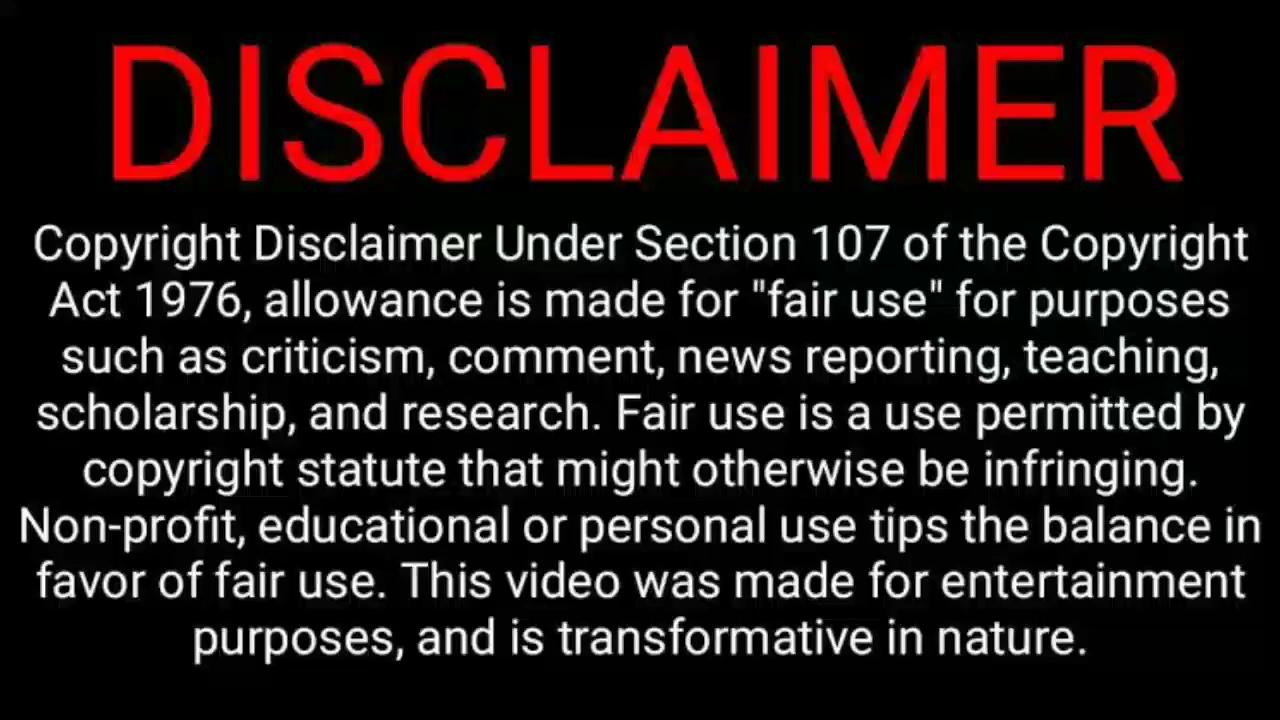 DISCLAIMER
Copyright Disclaimer Under Section 107 of the Copyright
Act 1976, allowance is made for "fair use" for purposes
such as criticism, comment, news reporting, teaching,
scholarship, and research. Fair use is a use permitted by
copyright statute that might otherwise be infringing.
Non-profit, educational or personal use tips the balance in
favor of fair use. This video was made for entertainment
purposes, and is transformative in nature.